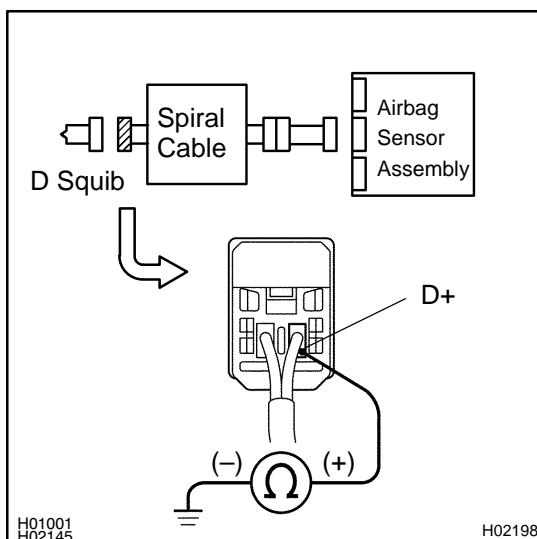 Spiral
Cable
Airbag
Sensor
Assembly
D Squib
D+
(–)
Ω
(+)
H01001
H02145
H02198